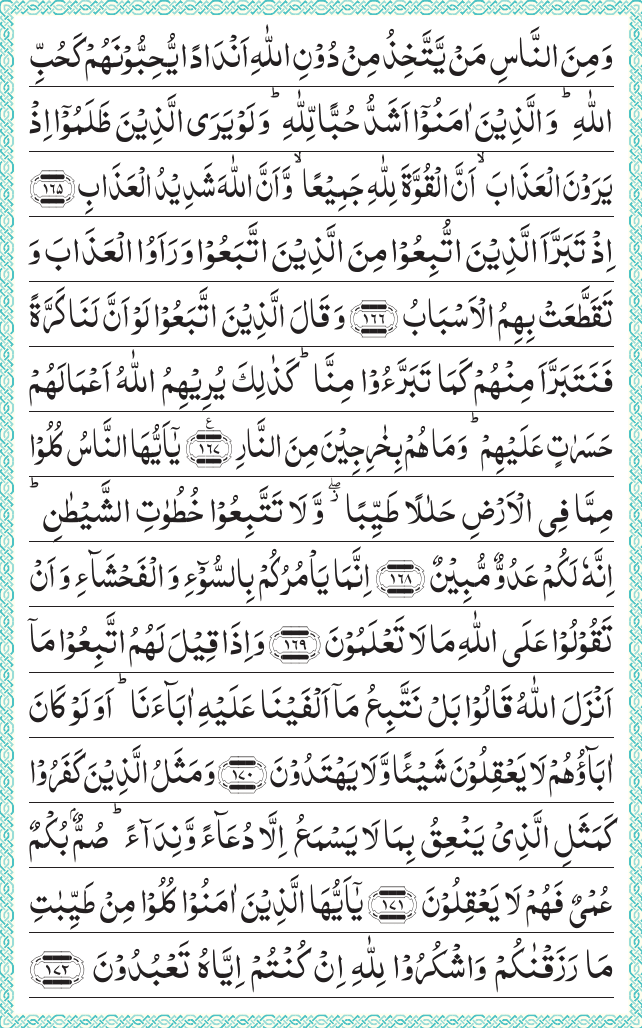 وَمِنَ النَّاسِ مَنْ يَّتَّخِذُ مِنْ دُوْنِ اللّٰهِ اَنْدَادًا يُّحِبُّوْنَهُمْ كَحُبِّ
اللّٰهِ ؕ وَالَّذِيْنَ اٰمَنُوْۤا اَشَدُّ حُبًّا لِّلّٰهِ ؕ وَلَوْ يَرَى الَّذِيْنَ ظَلَمُوْۤا اِذْ
يَرَوْنَ الْعَذَابَ ۙ اَنَّ الْقُوَّةَ لِلّٰهِ جَمِيْعًا ۙ وَّاَنَّ اللّٰهَ شَدِيْدُ الْعَذَابِ ﴿۱۶۵﴾
اِذْ تَبَرَّاَ الَّذِيْنَ اتُّبِعُوْا مِنَ الَّذِيْنَ اتَّبَعُوْا وَرَاَوُا الْعَذَابَ وَ
تَقَطَّعَتْ بِهِمُ الْاَسْبَابُ ﴿۱۶۶﴾ وَقَالَ الَّذِيْنَ اتَّبَعُوْا لَوْ اَنَّ لَنَا كَرَّةً
فَنَتَبَرَّاَ مِنْهُمْ كَمَا تَبَرَّءُوْا مِنَّا ؕ كَذٰلِكَ يُرِيْهِمُ اللّٰهُ اَعْمَالَهُمْ
حَسَرٰتٍ عَلَيْهِمْ ؕ وَمَا هُمْ بِخٰرِجِيْنَ مِنَ النَّارِ ﴿۱۶۷﴾ ع يٰۤاَيُّهَا النَّاسُ كُلُوْا
مِمَّا فِى الْاَرْضِ حَلٰلًا طَيِّبًا ۖ وَّلَا تَتَّبِعُوْا خُطُوٰتِ الشَّيْطٰنِ ؕ
اِنَّهٗ لَكُمْ عَدُوٌّ مُّبِيْنٌ ﴿۱۶۸﴾ اِنَّمَا يَاْمُرُكُمْ بِالسُّوْٓءِ وَالْفَحْشَآءِ وَاَنْ
تَقُوْلُوْا عَلَى اللّٰهِ مَا لَا تَعْلَمُوْنَ ﴿۱۶۹﴾ وَاِذَا قِيْلَ لَهُمُ اتَّبِعُوْا مَاۤ
اَنْزَلَ اللّٰهُ قَالُوْا بَلْ نَتَّبِعُ مَاۤ اَلْفَيْنَا عَلَيْهِ اٰبَآءَنَا ؕ اَوَلَوْ كَانَ
اٰبَآؤُهُمْ لَا يَعْقِلُوْنَ شَيْـًٔا وَّلَا يَهْتَدُوْنَ ﴿۱۷۰﴾ وَمَثَلُ الَّذِيْنَ كَفَرُوْا
كَمَثَلِ الَّذِىْ يَنْعِقُ بِمَا لَا يَسْمَعُ اِلَّا دُعَآءً وَّنِدَآءً ؕ صُمٌّۢ بُكْمٌ
عُمْىٌ فَهُمْ لَا يَعْقِلُوْنَ ﴿۱۷۱﴾ يٰۤاَيُّهَا الَّذِيْنَ اٰمَنُوْا كُلُوْا مِنْ طَيِّبٰتِ
مَا رَزَقْنٰكُمْ وَاشْكُرُوْا لِلّٰهِ اِنْ كُنْتُمْ اِيَّاهُ تَعْبُدُوْنَ ﴿۱۷۲﴾